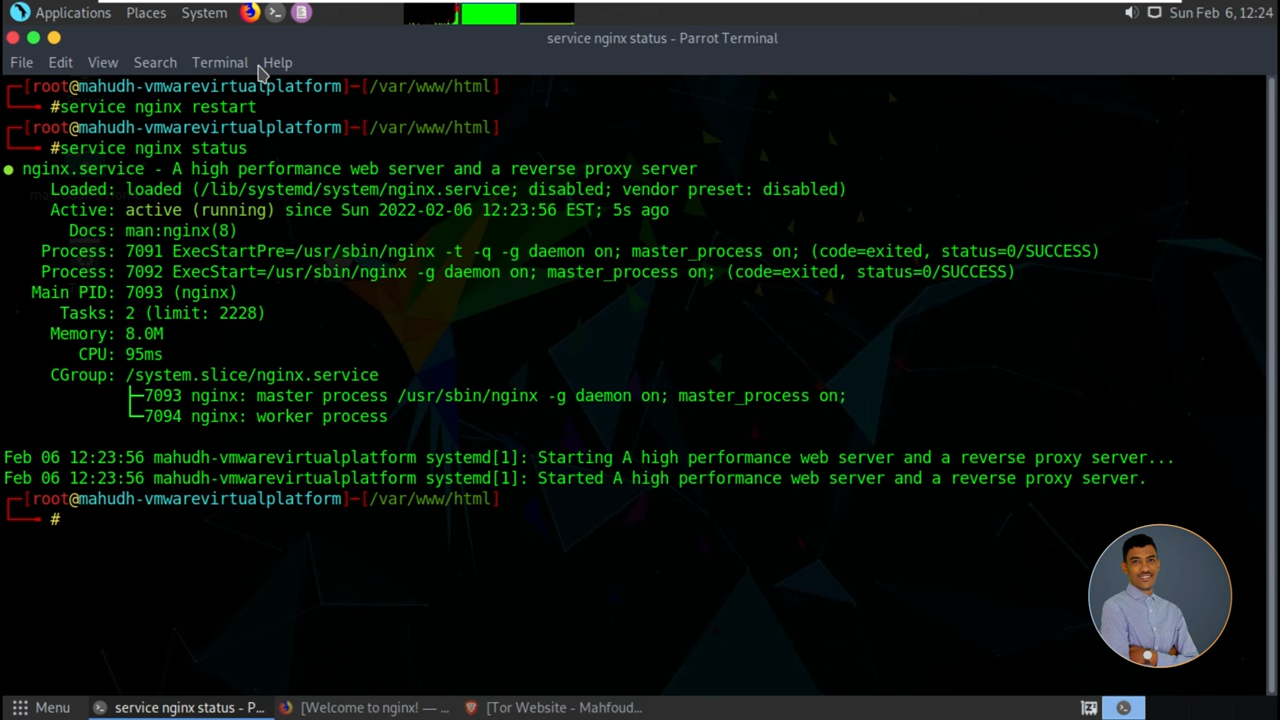 Applications Places System Sun Feb 6, 12:24
service nginx status - Parrot Terminal
File Edit View Search Terminal Help
┌─[root@mahudh-vmwarevirtualplatform]─[/var/www/html]
└──╼ #service nginx restart
┌─[root@mahudh-vmwarevirtualplatform]─[/var/www/html]
└──╼ #service nginx status
● nginx.service - A high performance web server and a reverse proxy server
Loaded: loaded (/lib/systemd/system/nginx.service; disabled; vendor preset: disabled)
Active: active (running) since Sun 2022-02-06 12:23:56 EST; 5s ago
Docs: man:nginx(8)
Process: 7091 ExecStartPre=/usr/sbin/nginx -t -q -g daemon on; master_process on; (code=exited, status=0/SUCCESS)
Process: 7092 ExecStart=/usr/sbin/nginx -g daemon on; master_process on; (code=exited, status=0/SUCCESS)
Main PID: 7093 (nginx)
Tasks: 2 (limit: 2228)
Memory: 8.0M
CPU: 95ms
CGroup: /system.slice/nginx.service
├─7093 nginx: master process /usr/sbin/nginx -g daemon on; master_process on;
└─7094 nginx: worker process
Feb 06 12:23:56 mahudh-vmwarevirtualplatform systemd[1]: Starting A high performance web server and a reverse proxy server...
Feb 06 12:23:56 mahudh-vmwarevirtualplatform systemd[1]: Started A high performance web server and a reverse proxy server.
┌─[root@mahudh-vmwarevirtualplatform]─[/var/www/html]
└──╼ #
Menu service nginx status - P... [Welcome to nginx! — ... [Tor Website - Mahfoud...